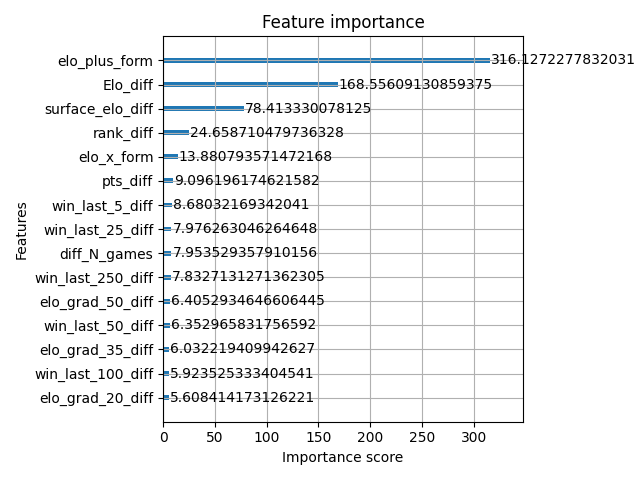 Feature importance
elo_plus_form 316.1272277832031
Elo_diff 168.55609130859375
surface_elo_diff 78.413330078125
rank_diff 24.658710479736328
elo_x_form 13.880793571472168
pts_diff 9.096196174621582
win_last_5_diff 8.68032169342041
win_last_25_diff 7.976263046264648
diff_N_games 7.953529357910156
win_last_250_diff 7.8327131271362305
elo_grad_50_diff 6.4052934646606445
win_last_50_diff 6.352965831756592
elo_grad_35_diff 6.032219409942627
win_last_100_diff 5.923525333404541
elo_grad_20_diff 5.608414173126221
Features
0 50 100 150 200 250 300
Importance score